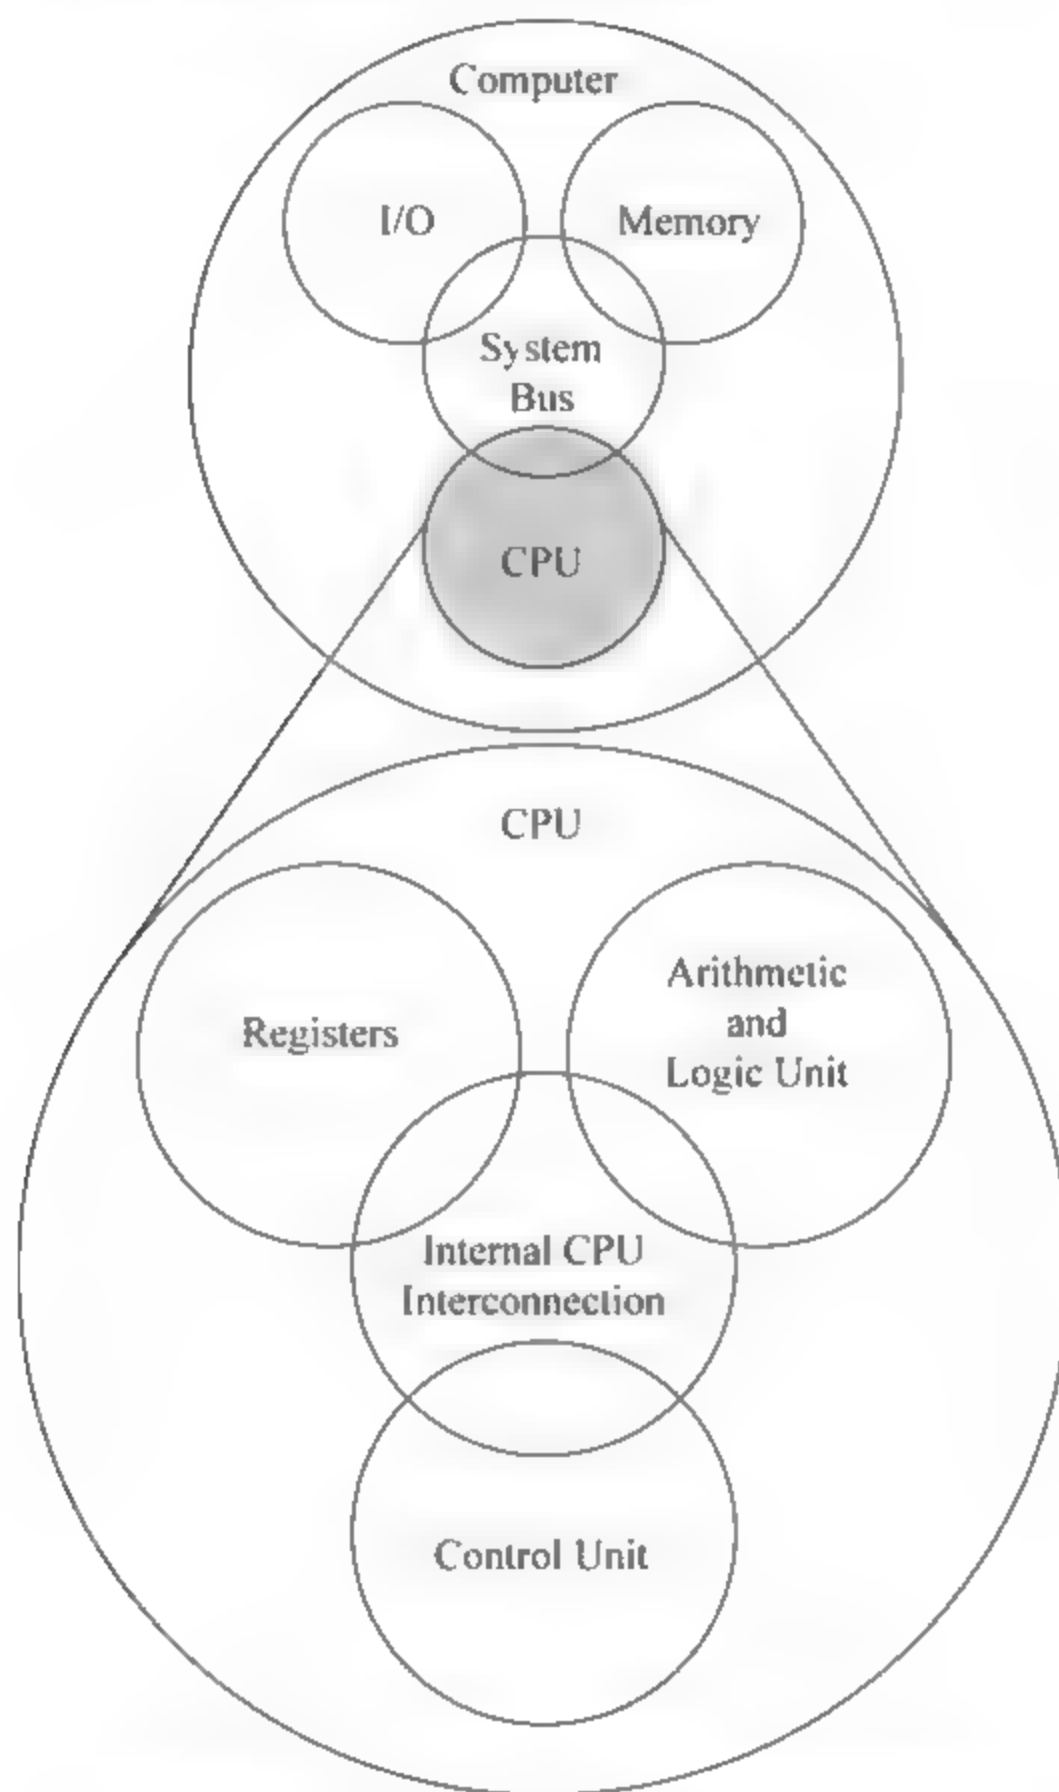 Computer
I/O
Memory
System
Bus
CPU
CPU
Registers
Arithmetic
and
Logic Unit
Internal CPU
Interconnection
Control Unit